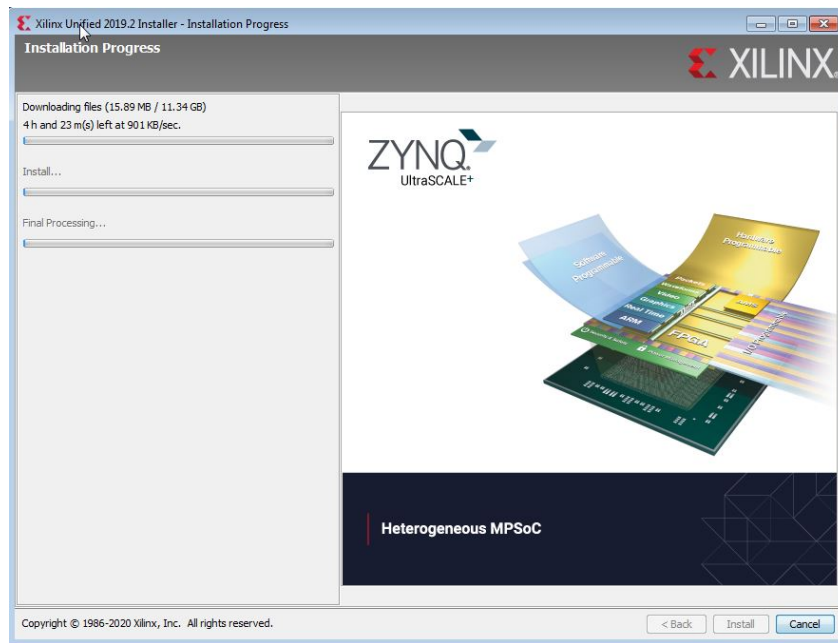 Xilinx Unified 2019.2 Installer - Installation Progress
Installation Progress
XILINX
Downloading files (15.89 MB / 11.34 GB)
4 h and 23 m(s) left at 901 KB/sec.
Install...
Final Processing...
ZYNQ
UltraSCALE+
Software
Programmable
Hardware
Programmable
Video
Graphics
Real Time
ARM
FPGA
Security & Safety
Heterogeneous MPSoC
Copyright © 1986-2020 Xilinx, Inc. All rights reserved.
< Back
Install
Cancel